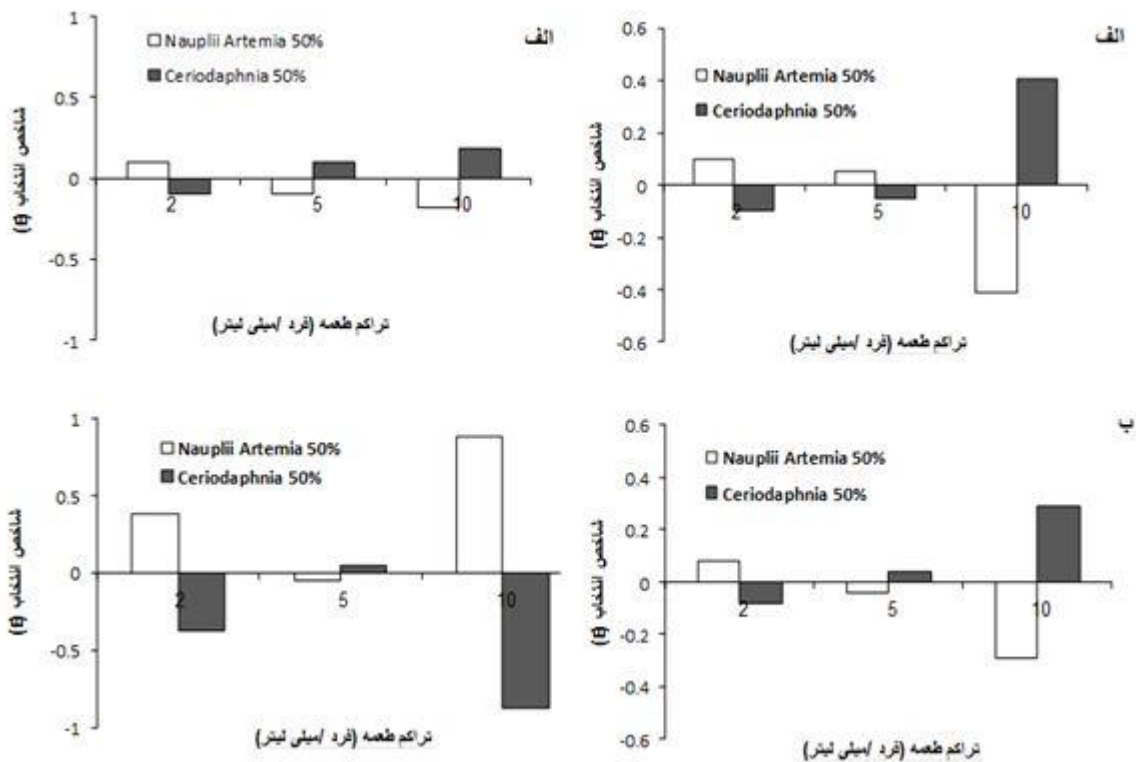 الف
Nauplii Artemia 50%
Ceriodaphnia 50%
شاخص انتخاب (E)
1
0.5
0
-0.5
-1
2
5
10
تراکم طعمه (فرد /میلی لیتر)
الف
Nauplii Artemia 50%
Ceriodaphnia 50%
شاخص انتخاب (E)
0.6
0.4
0.2
0
-0.2
-0.4
-0.6
2
5
10
تراکم طعمه (فرد /میلی لیتر)
Nauplii Artemia 50%
Ceriodaphnia 50%
شاخص انتخاب (E)
1
0.5
0
-0.5
-1
2
5
10
تراکم طعمه (فرد /میلی لیتر)
ب
Nauplii Artemia 50%
Ceriodaphnia 50%
شاخص انتخاب (E)
0.6
0.4
0.2
0
-0.2
-0.4
-0.6
2
5
10
تراکم طعمه (فرد /میلی لیتر)